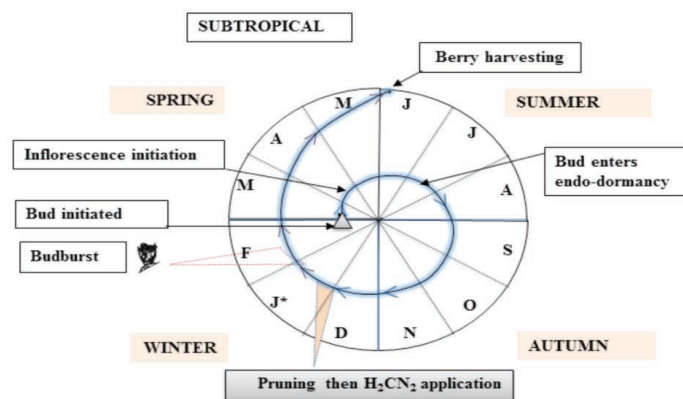 SUBTROPICAL
Berry harvesting
SPRING
SUMMER
M
J
A
J
Inflorescence initiation
Bud enters
endo-dormancy
M
A
Bud initiated
Budburst
F
S
J*
O
D
N
WINTER
AUTUMN
Pruning then H₂CN₂ application